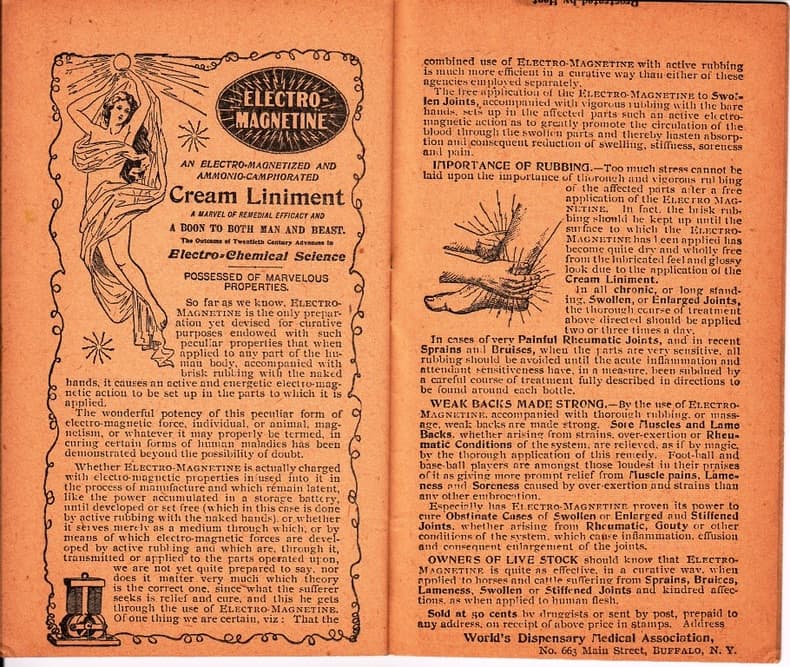 ELECTRO-
MAGNETINE
AN ELECTRO-MAGNETIZED AND
AMMONIO-CAMPHORATED
Cream Liniment
A MARVEL OF REMEDIAL EFFICACY AND
A BOON TO BOTH MAN AND BEAST.
The Outcome of Twentieth Century Advances in
Electro-Chemical Science
POSSESSED OF MARVELOUS
PROPERTIES.
So far as we know, ELECTRO-
MAGNETINE is the only prepar-
ation yet devised for curative
purposes endowed with such
peculiar properties that when
applied to any part of the hu-
man body, accompanied with
brisk rubbing with the naked
hands, it causes an active and energetic electro-mag-
netic action to be set up in the parts to which it is
applied.
The wonderful potency of this peculiar form of
electro-magnetic force, individual, or animal, mag-
netism, or whatever it may properly be termed, in
curing certain forms of human maladies has been
demonstrated beyond the possibility of doubt.
Whether ELECTRO-MAGNETINE is actually charged
with electro-magnetic properties infused into it in
the process of manufacture and which remain latent,
like the power accumulated in a storage battery,
until developed or set free (which in this case is done
by active rubbing with the naked hands), or whether
it serves merely as a medium through which, or by
means of which electro-magnetic forces are devel-
oped by active rubbing and which are, through it,
transmitted or applied to the parts operated upon,
we are not yet quite prepared to say, nor
does it matter very much which theory
is the correct one, since what the sufferer
seeks is relief and cure, and this he gets
through the use of ELECTRO-MAGNETINE.
Of one thing we are certain, viz: That the
combined use of ELECTRO-MAGNETINE with active rubbing
is much more efficient in a curative way than either of these
agencies employed separately.
The free application of the ELECTRO-MAGNETINE to Swol-
len Joints, accompanied with vigorous rubbing with the bare
hands, sets up in the affected parts such an active electro-
magnetic action as to greatly promote the circulation of the
blood through the swollen parts and thereby hasten absorp-
tion and consequent reduction of swelling, stiffness, soreness
and pain.
IMPORTANCE OF RUBBING.—Too much stress cannot be
laid upon the importance of thorough and vigorous rubbing
of the affected parts after a free
application of the ELECTRO MAG-
NETINE. In fact, the brisk rub-
bing should be kept up until the
surface to which the ELECTRO-
MAGNETINE has been applied has
become quite dry and wholly free
from the lubricated feel and glossy
look due to the application of the
Cream Liniment.
In all chronic, or long stand-
ing, Swollen, or Enlarged Joints,
the thorough course of treatment
above directed should be applied
two or three times a day.
In cases of very Painful Rheumatic Joints, and in recent
Sprains and Bruises, when the parts are very sensitive, all
rubbing should be avoided until the acute inflammation and
attendant sensitiveness have, in a measure, been subdued by
a careful course of treatment fully described in directions to
be found around each bottle.
WEAK BACKS MADE STRONG.—By the use of ELECTRO-
MAGNETINE, accompanied with thorough rubbing, or mass-
age, weak backs are made strong. Sore Muscles and Lame
Backs, whether arising from strains, over-exertion or Rheu-
matic Conditions of the system, are relieved, as if by magic,
by the thorough application of this remedy. Foot-ball and
base-ball players are amongst those loudest in their praises
of it as giving more prompt relief from Muscle pains, Lame-
ness and Soreness caused by over-exertion and strains than
any other embrocation.
Especially has ELECTRO-MAGNETINE proven its power to
cure Obstinate Cases of Swollen or Enlarged and Stiffened
Joints, whether arising from Rheumatic, Gouty or other
conditions of the system, which cause inflammation, effusion
and consequent enlargement of the joints.
OWNERS OF LIVE STOCK should know that ELECTRO-
MAGNETINE is quite as effective, in a curative way, when
applied to horses and cattle suffering from Sprains, Bruises,
Lameness, Swollen or Stiffened Joints and kindred affec-
tions, as when applied to human flesh.
Sold at 50 cents by druggists or sent by post, prepaid to
any address, on receipt of above price in stamps. Address
World's Dispensary Medical Association,
No. 663 Main Street, BUFFALO, N. Y.